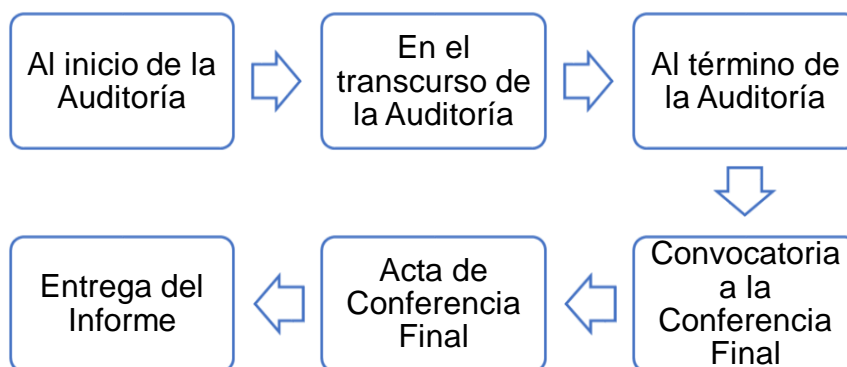 Al inicio de la
Auditoría
En el
transcurso de
la Auditoría
Al término de
la Auditoría
Convocatoria
a la
Conferencia
Final
Acta de
Conferencia
Final
Entrega del
Informe